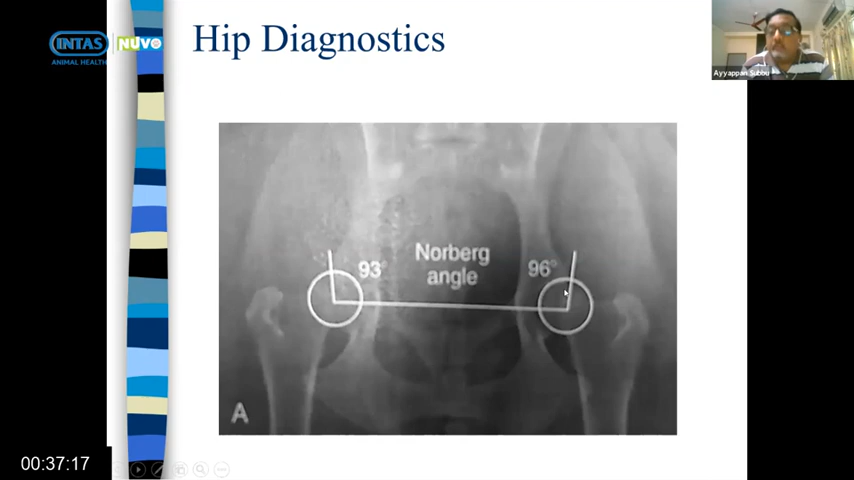 INTAS NUVO
ANIMAL HEALTH
Hip Diagnostics
Ayyappan Subbu
Norberg
angle
93°
96°
A
00:37:17